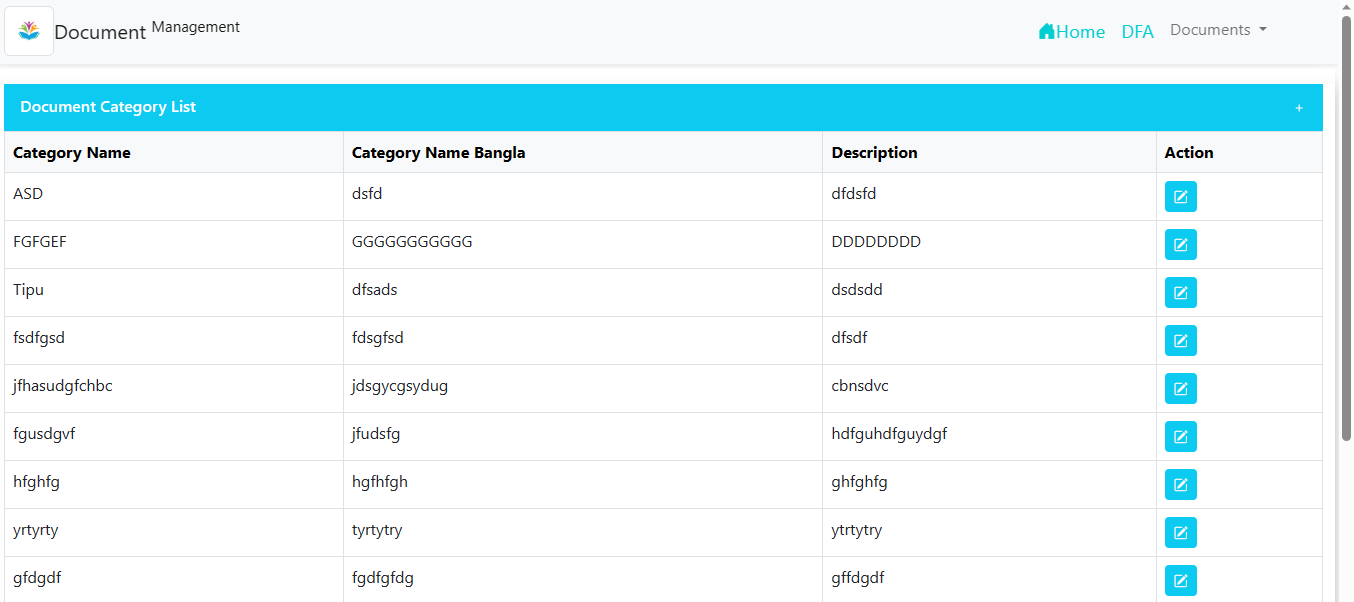 Document Management Home DFA Documents
Document Category List +
Category Name Category Name Bangla Description Action
ASD dsfd dfdsfd
FGFGEF GGGGGGGGGGG DDDDDDDD
Tipu dfsads dsdsdd
fsdfgsd fdsgfsd dfsdf
jfhasudgfchbc jdsgycgsydug cbnsdvc
fgusdgvf jfudsfg hdfguhdfguydgf
hfghfg hgfhfgh ghfghfg
yrtyrty tyrtytry ytrtytry
gfdgdf fgdfgfdg gffdgdf